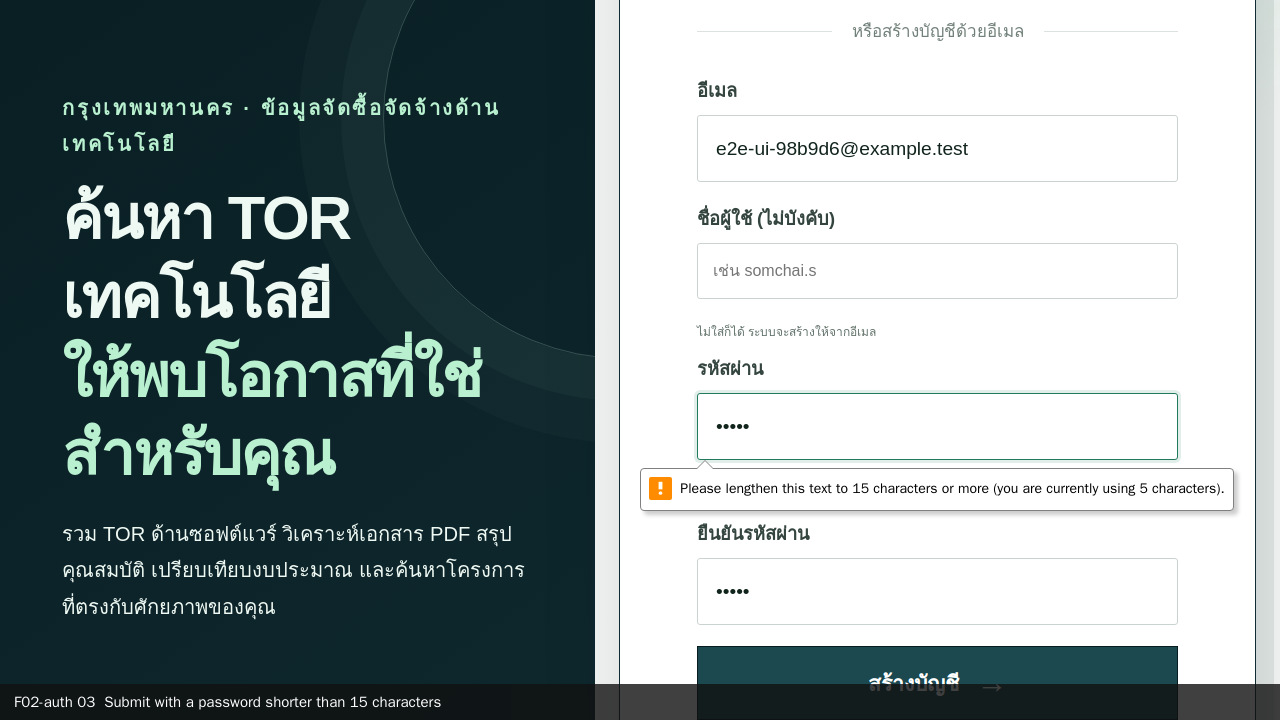 กรุงเทพมหานคร · ข้อมูลจัดซื้อจัดจ้างด้าน
เทคโนโลยี
ค้นหา TOR
เทคโนโลยี
ให้พบโอกาสที่ใช่
สำหรับคุณ
รวม TOR ด้านซอฟต์แวร์ วิเคราะห์เอกสาร PDF สรุป
คุณสมบัติ เปรียบเทียบงบประมาณ และค้นหาโครงการ
ที่ตรงกับศักยภาพของคุณ
หรือสร้างบัญชีด้วยอีเมล
อีเมล
e2e-ui-98b9d6@example.test
ชื่อผู้ใช้ (ไม่บังคับ)
เช่น somchai.s
ไม่ใส่ก็ได้ ระบบจะสร้างให้จากอีเมล
รหัสผ่าน
•••••
Please lengthen this text to 15 characters or more (you are currently using 5 characters).
ยืนยันรหัสผ่าน
•••••
สร้างบัญชี →
F02-auth 03 Submit with a password shorter than 15 characters